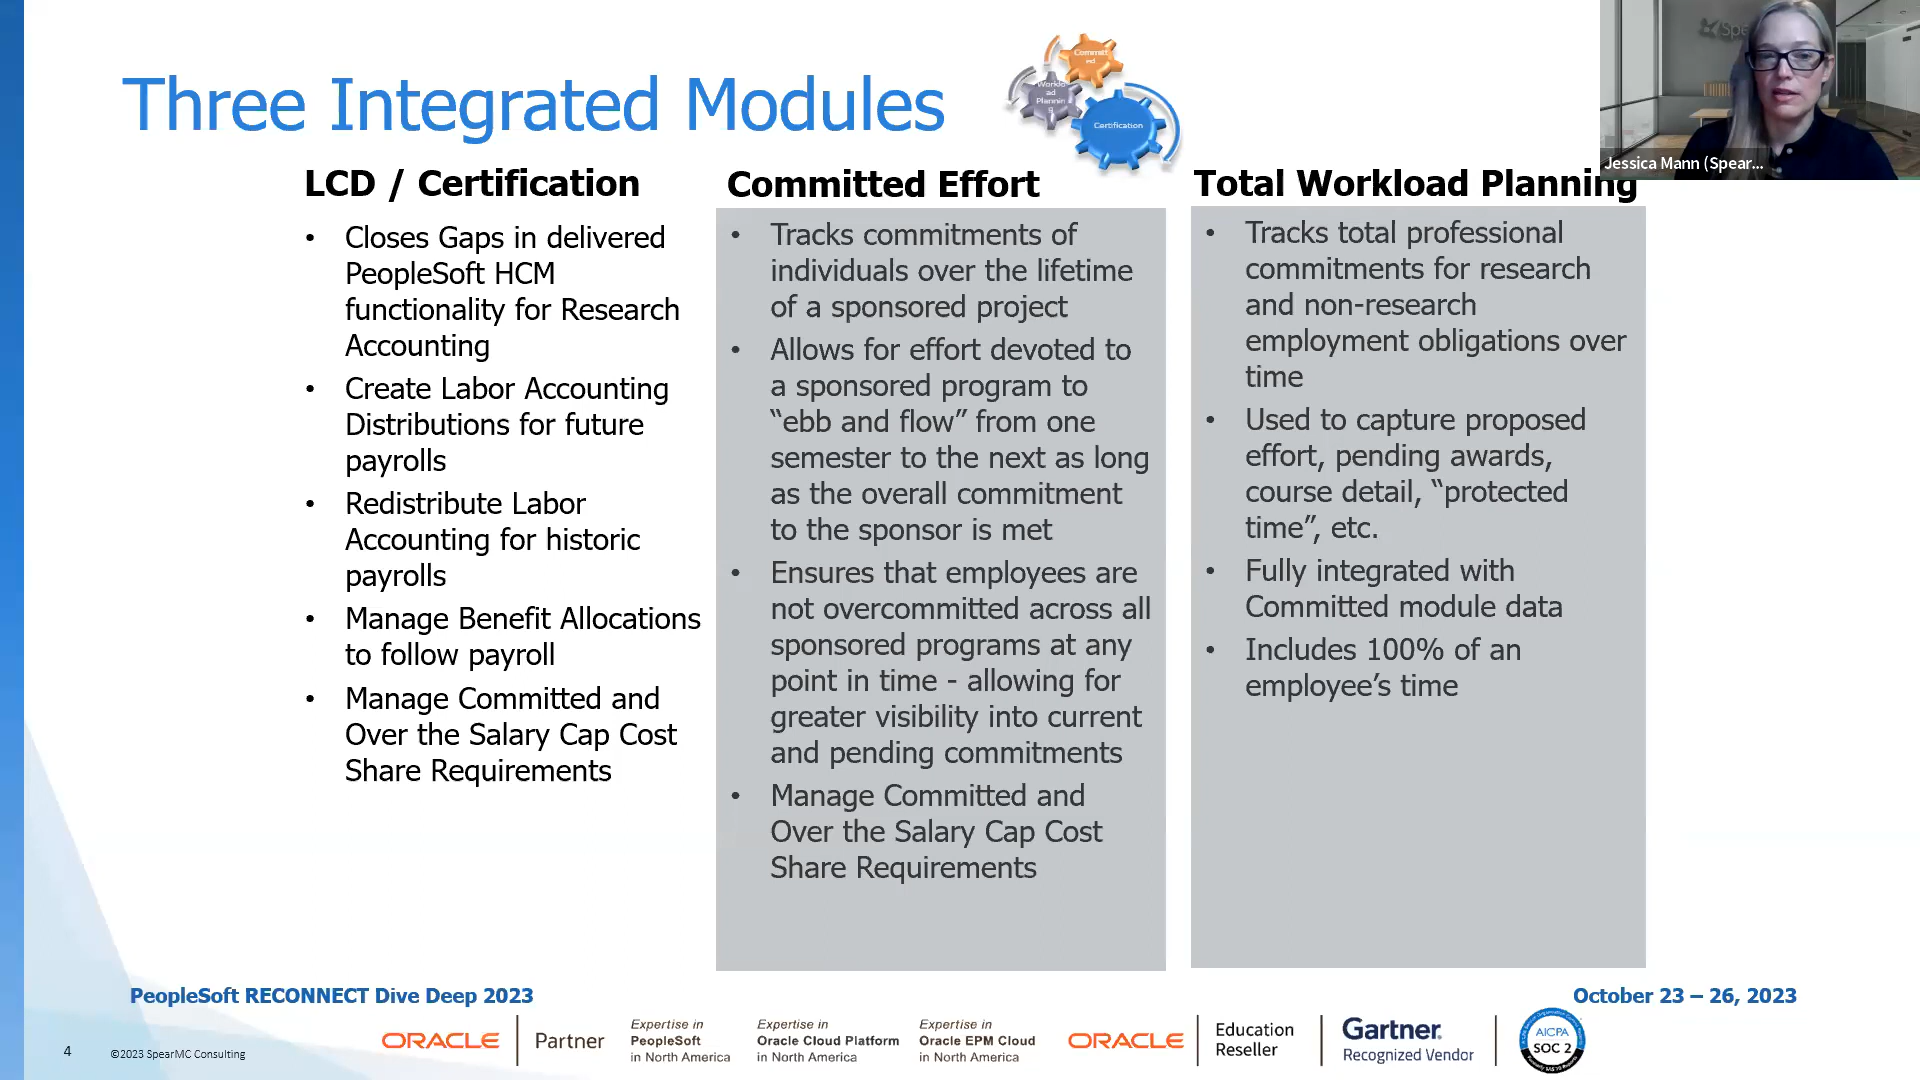 Three Integrated Modules
Committ
ed
Worklo
ad
Plannin
g
Certification
Spe
Jessica Mann (Spear...
LCD / Certification
• Closes Gaps in delivered
PeopleSoft HCM
functionality for Research
Accounting
• Create Labor Accounting
Distributions for future
payrolls
• Redistribute Labor
Accounting for historic
payrolls
• Manage Benefit Allocations
to follow payroll
• Manage Committed and
Over the Salary Cap Cost
Share Requirements
Committed Effort
• Tracks commitments of
individuals over the lifetime
of a sponsored project
• Allows for effort devoted to
a sponsored program to
“ebb and flow” from one
semester to the next as long
as the overall commitment
to the sponsor is met
• Ensures that employees are
not overcommitted across all
sponsored programs at any
point in time - allowing for
greater visibility into current
and pending commitments
• Manage Committed and
Over the Salary Cap Cost
Share Requirements
Total Workload Planning
• Tracks total professional
commitments for research
and non-research
employment obligations over
time
• Used to capture proposed
effort, pending awards,
course detail, “protected
time”, etc.
• Fully integrated with
Committed module data
• Includes 100% of an
employee’s time
PeopleSoft RECONNECT Dive Deep 2023
October 23 – 26, 2023
4
©2023 SpearMC Consulting
ORACLE
Partner
Expertise in
PeopleSoft
in North America
Expertise in
Oracle Cloud Platform
in North America
Expertise in
Oracle EPM Cloud
in North America
ORACLE
Education
Reseller
Gartner
Recognized Vendor
AICPA
SOC 2